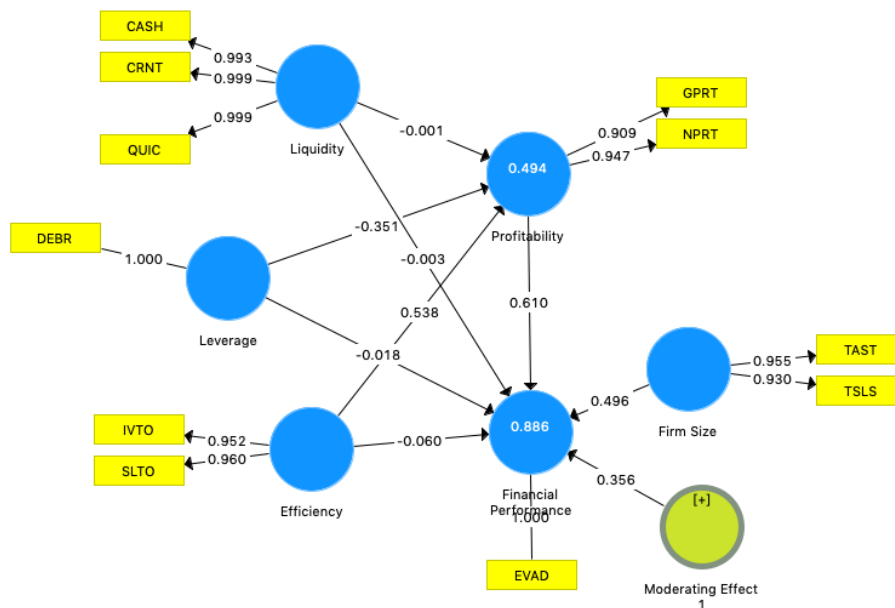 CASH
0.993
CRNT
0.999
0.999
QUIC
Liquidity
-0.001
GPRT
0.909
0.494
0.947
NPRT
Profitability
DEBR
1.000
-0.351
-0.003
Leverage
0.538
0.610
-0.018
TAST
0.955
0.930
TSLS
Firm Size
0.496
IVTO
0.952
0.960
SLTO
Efficiency
-0.060
0.886
Financial
Performance
1.000
EVAD
0.356
[+]
Moderating Effect
1